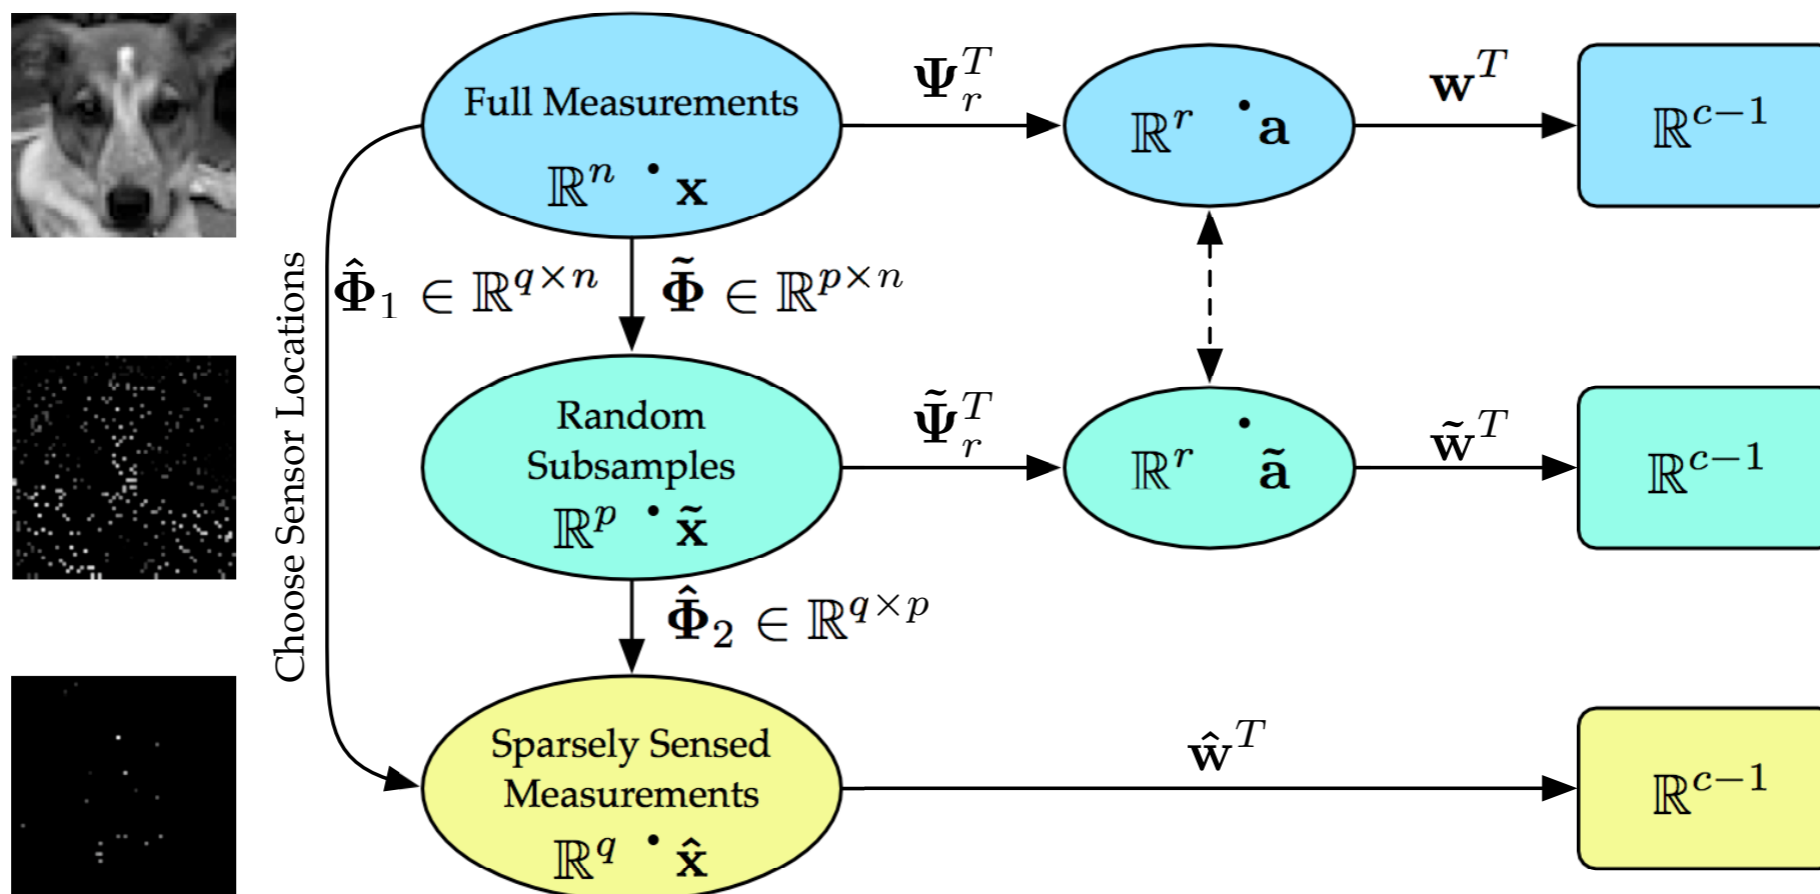 Full Measurements
ℝⁿ · 𝐱
𝚿ᵣᵀ
ℝʳ · 𝐚
𝐰ᵀ
ℝᶜ⁻¹
Choose Sensor Locations
𝚽̂₁ ∈ ℝ^{q×n}
𝚽̃ ∈ ℝ^{p×n}
Random
Subsamples
ℝᵖ · 𝐱̃
𝚿̃ᵣᵀ
ℝʳ · 𝐚̃
𝐰̃ᵀ
ℝᶜ⁻¹
𝚽̂₂ ∈ ℝ^{q×p}
Sparsely Sensed
Measurements
ℝ^q · 𝐱̂
𝐰̂ᵀ
ℝᶜ⁻¹